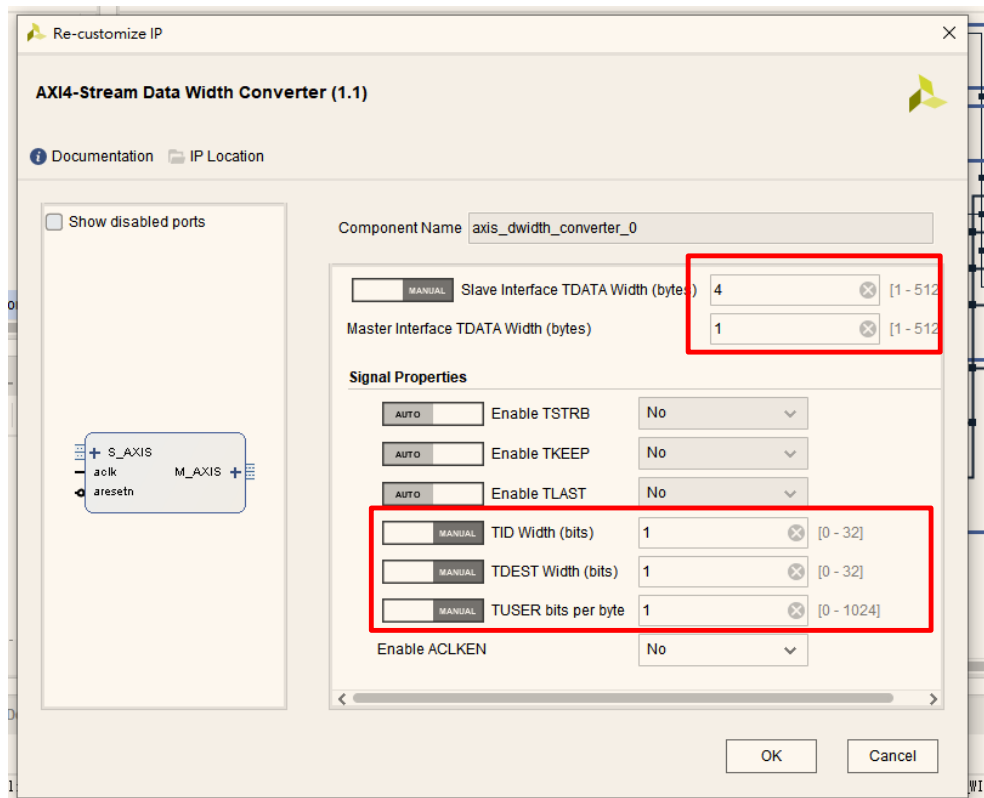 Re-customize IP
AXI4-Stream Data Width Converter (1.1)
Documentation IP Location
Show disabled ports
S_AXIS
aclk
aresetn
M_AXIS
Component Name axis_dwidth_converter_0
MANUAL Slave Interface TDATA Width (bytes) 4 [1 - 512
Master Interface TDATA Width (bytes) 1 [1 - 512
Signal Properties
AUTO Enable TSTRB No
AUTO Enable TKEEP No
AUTO Enable TLAST No
MANUAL TID Width (bits) 1 [0 - 32]
MANUAL TDEST Width (bits) 1 [0 - 32]
MANUAL TUSER bits per byte 1 [0 - 1024]
Enable ACLKEN No
OK Cancel